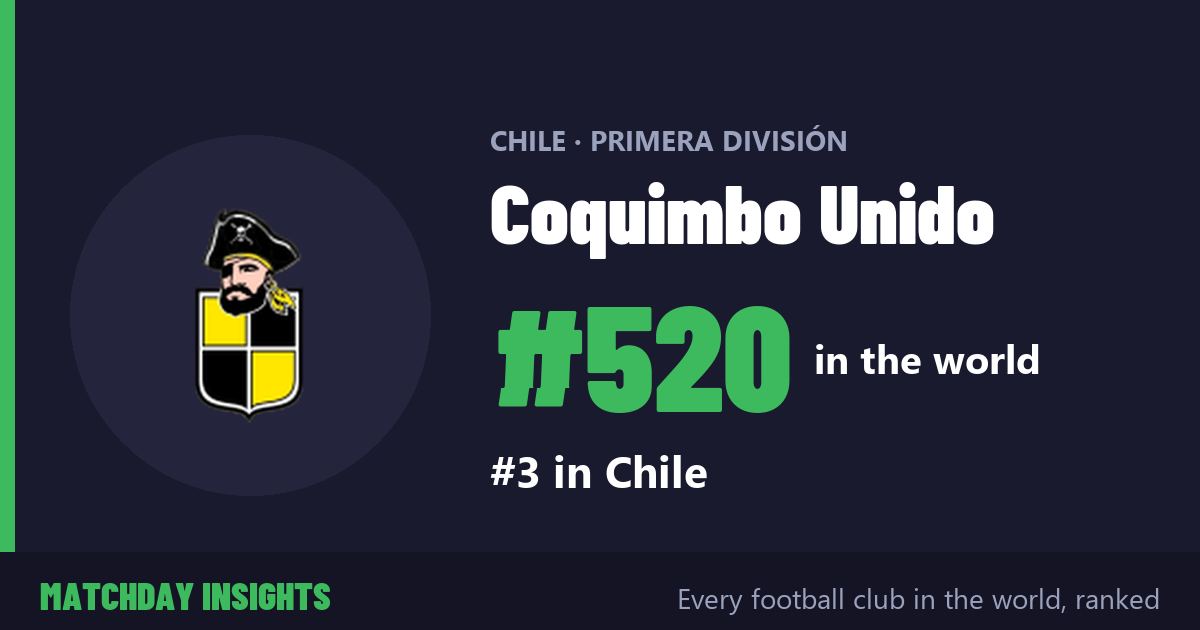 CHILE · PRIMERA DIVISIÓN
Coquimbo Unido
#520 in the world
#3 in Chile
MATCHDAY INSIGHTS
Every football club in the world, ranked